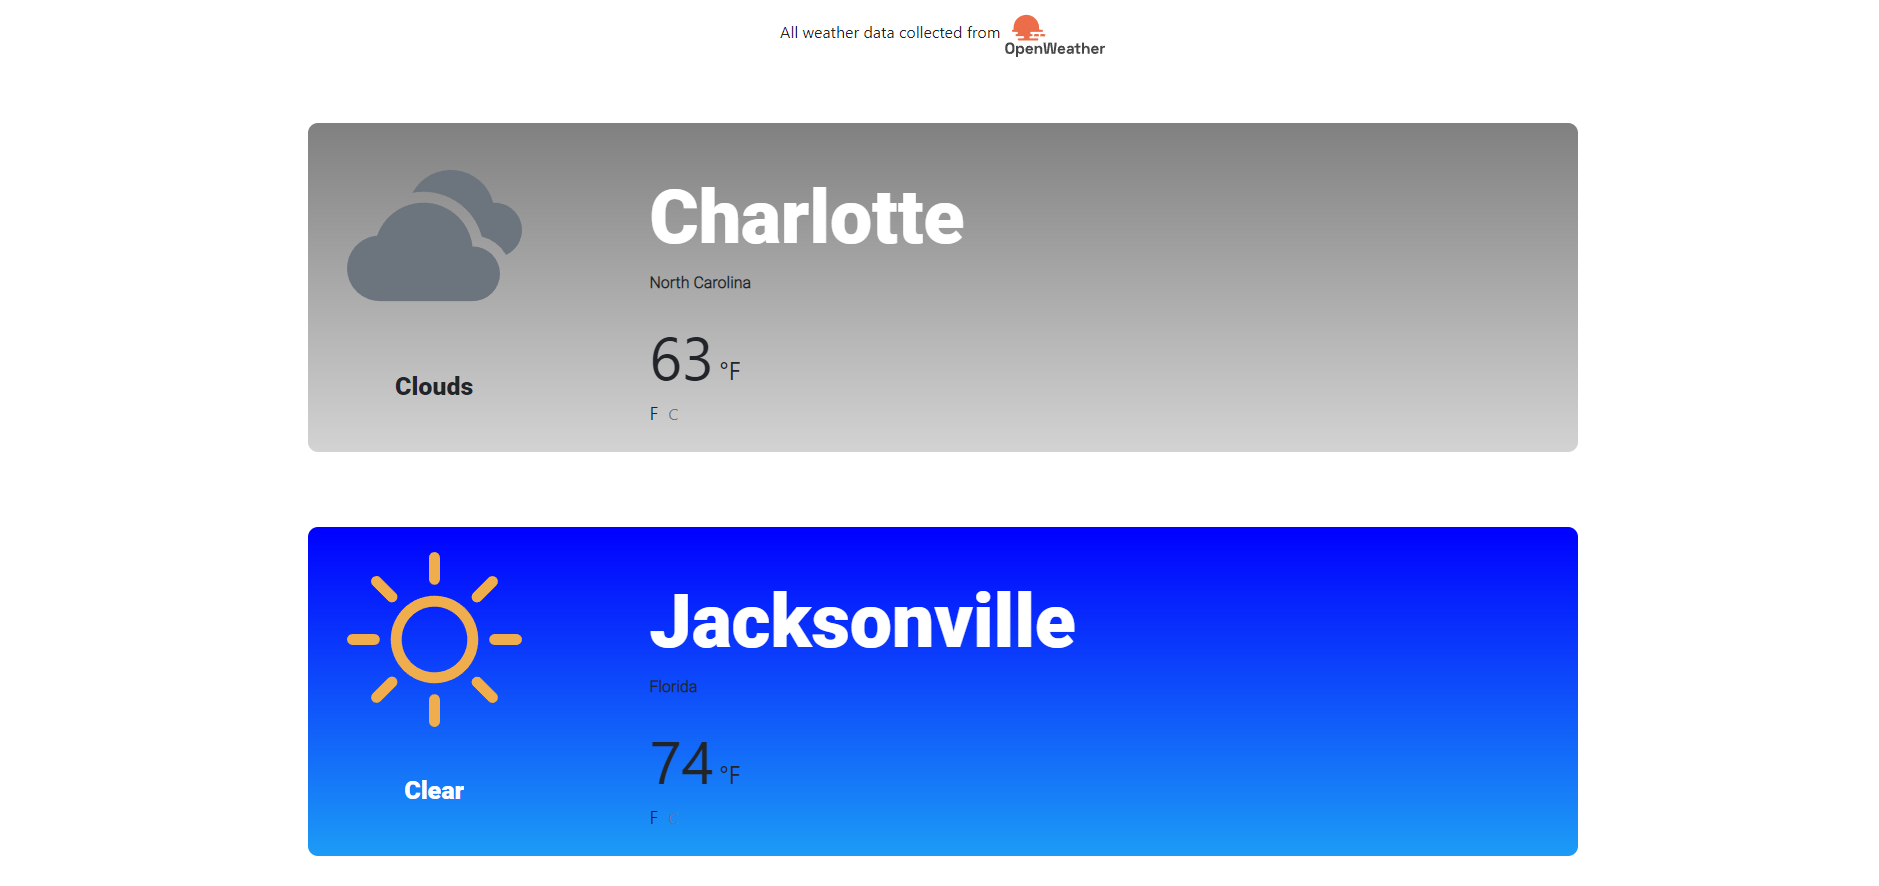 All weather data collected from OpenWeather
Charlotte
North Carolina
63 °F
F C
Clouds
Jacksonville
Florida
74 °F
F C
Clear